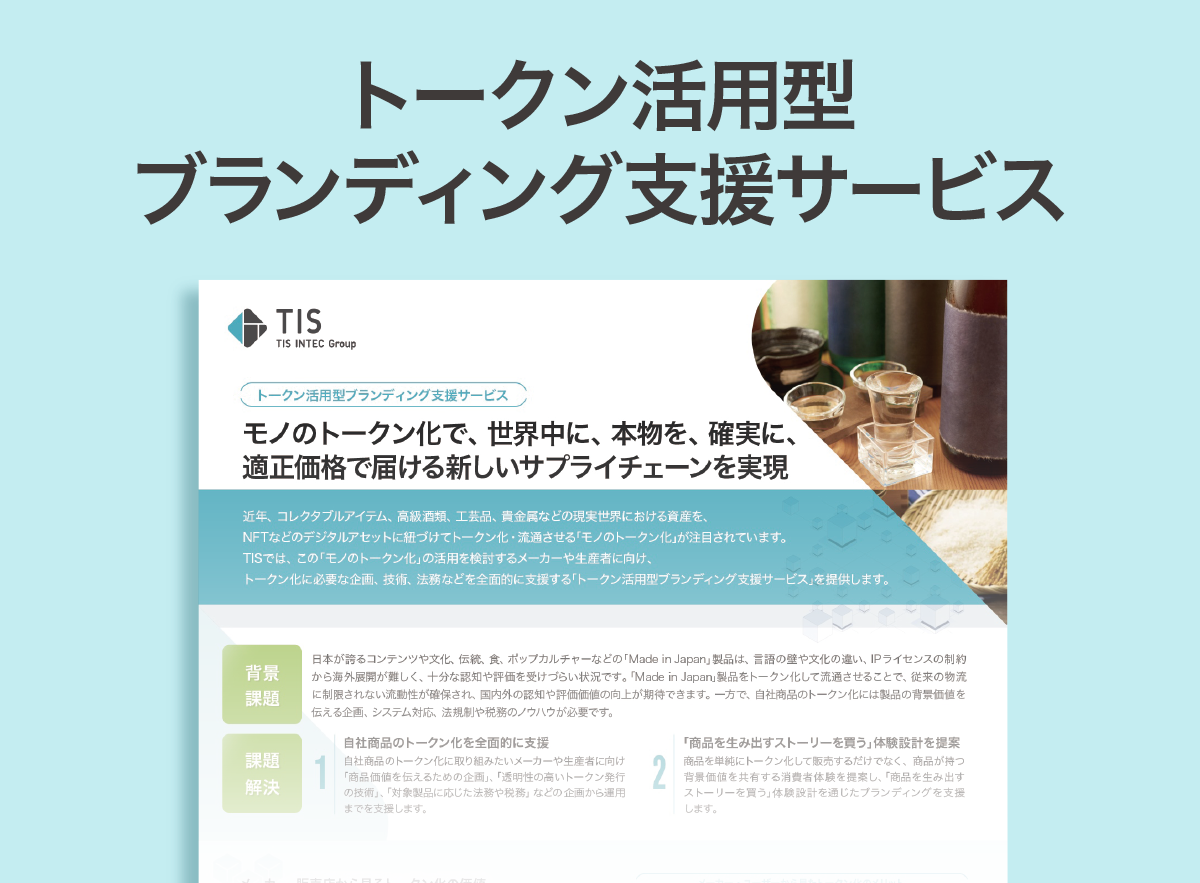 トークン活用型
ブランディング支援サービス
TIS
TIS INTEC Group
トークン活用型ブランディング支援サービス
モノのトークン化で、世界中に、本物を、確実に、
適正価格で届ける新しいサプライチェーンを実現
近年、コレクタブルアイテム、高級酒類、工芸品、貴金属などの現実世界における資産を、
NFTなどのデジタルアセットに紐づけてトークン化・流通させる「モノのトークン化」が注目されています。
TISでは、この「モノのトークン化」の活用を検討するメーカーや生産者に向け、
トークン化に必要な企画、技術、法務などを全面的に支援する「トークン活用型ブランディング支援サービス」を提供します。
背景
課題
日本が誇るコンテンツや文化、伝統、食、ポップカルチャーなどの「Made in Japan」製品は、言語の壁や文化の違い、IPライセンスの制約
から海外展開が難しく、十分な認知や評価を受けづらい状況です。「Made in Japan」製品をトークン化して流通させることで、従来の物流
に制限されない流動性が確保され、国内外の認知や評価価値の向上が期待できます。一方で、自社商品のトークン化には製品の背景価値を
伝える企画、システム対応、法規制や税務のノウハウが必要です。
課題
解決
1
自社商品のトークン化を全面的に支援
自社商品のトークン化に取り組みたいメーカーや生産者に向け
「商品価値を伝えるための企画」、「透明性の高いトークン発行
の技術」、「対象製品に応じた法務や税務」などの企画から運用
までを支援します。
2
「商品を生み出すストーリーを買う」体験設計を提案
商品を単純にトークン化して販売するだけでなく、商品が持つ
背景価値を共有する消費者体験を提案し、「商品を生み出す
ストーリーを買う」体験設計を通じたブランディングを支援
します。